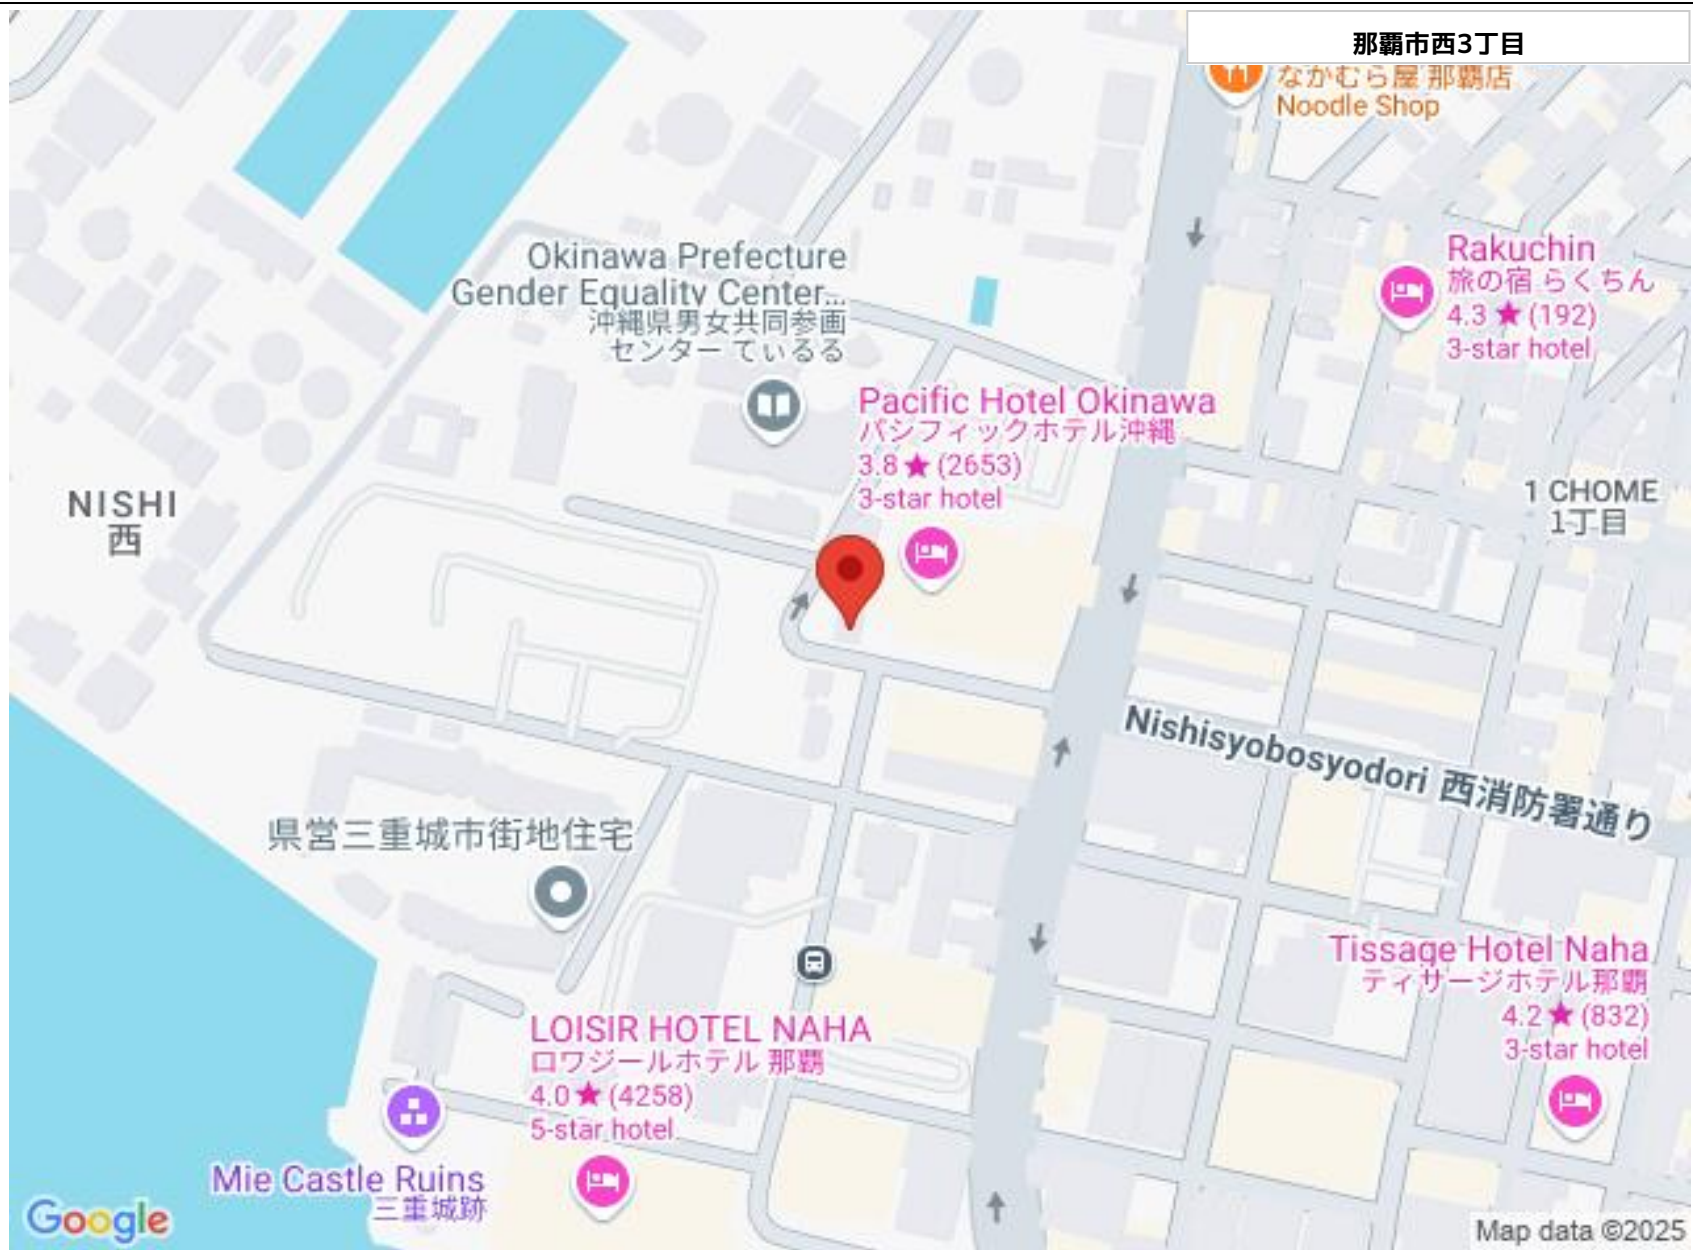 那覇市西3丁目
なかむら屋 那覇店
Noodle Shop
Okinawa Prefecture
Gender Equality Center...
沖縄県男女共同参画
センター てぃるる
Rakuchin
旅の宿 らくちん
4.3 ★ (192)
3-star hotel
Pacific Hotel Okinawa
パシフィックホテル沖縄
3.8 ★ (2653)
3-star hotel
NISHI
西
1 CHOME
1丁目
Nishisyobosyodori 西消防署通り
県営三重城市街地住宅
Tissage Hotel Naha
ティサージホテル那覇
4.2 ★ (832)
3-star hotel
LOISIR HOTEL NAHA
ロワジールホテル 那覇
4.0 ★ (4258)
5-star hotel
Mie Castle Ruins
三重城跡
Google
Map data ©2025